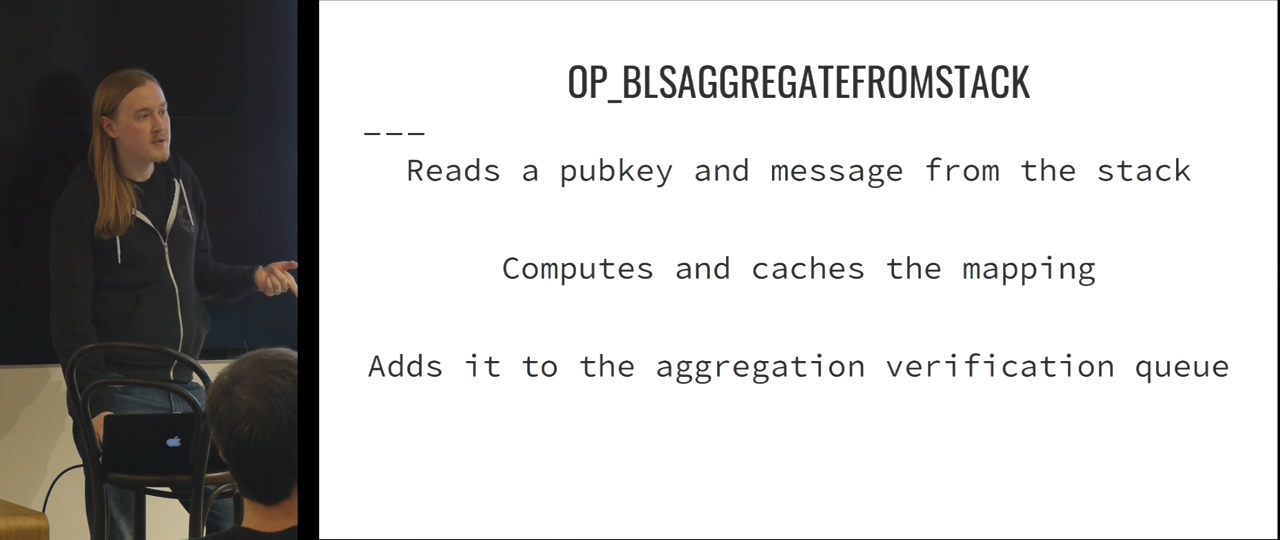 OP_BLSAGGREGATEFROMSTACK
---
Reads a pubkey and message from the stack
Computes and caches the mapping
Adds it to the aggregation verification queue